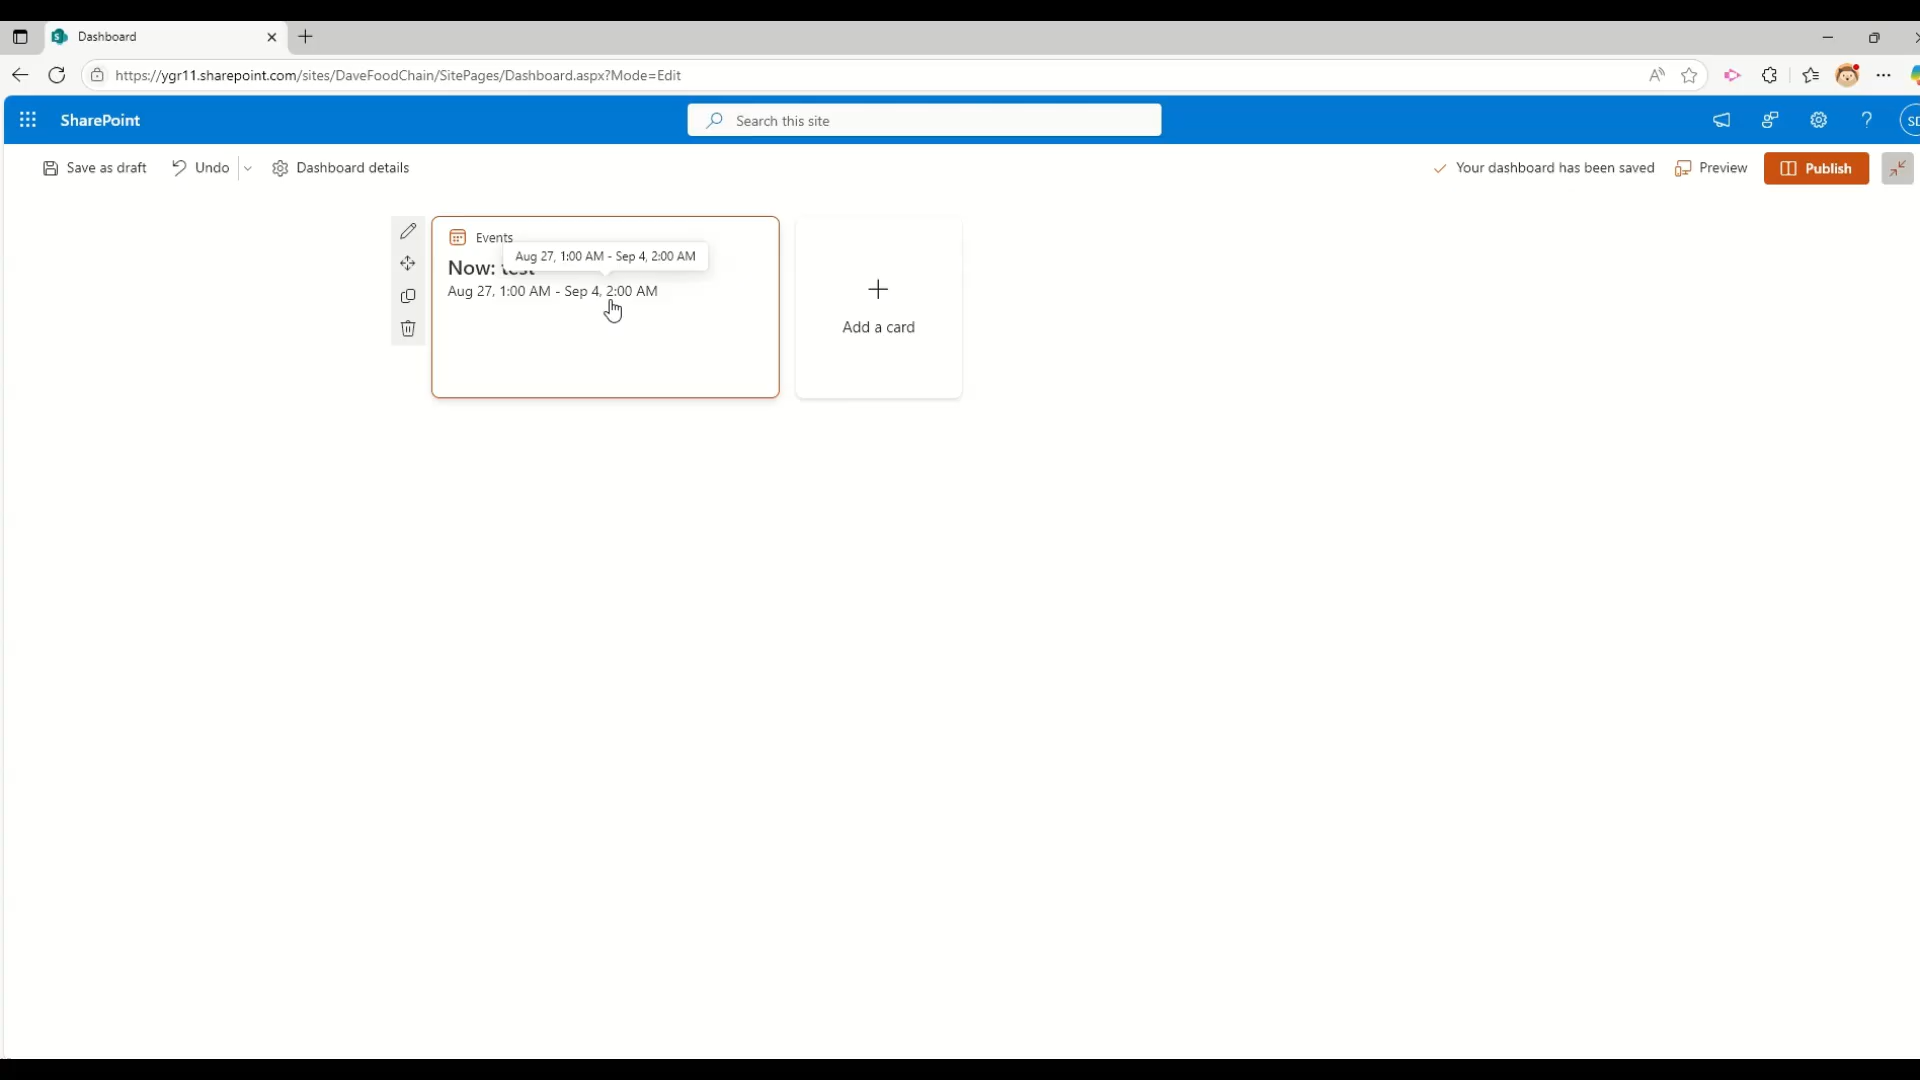 Dashboard
https://ygr11.sharepoint.com/sites/DaveFoodChain/SitePages/Dashboard.aspx?Mode=Edit
SharePoint
Search this site
Save as draft Undo Dashboard details
Your dashboard has been saved Preview Publish
Events
Aug 27, 1:00 AM - Sep 4, 2:00 AM
Now: test
Aug 27, 1:00 AM - Sep 4, 2:00 AM
Add a card